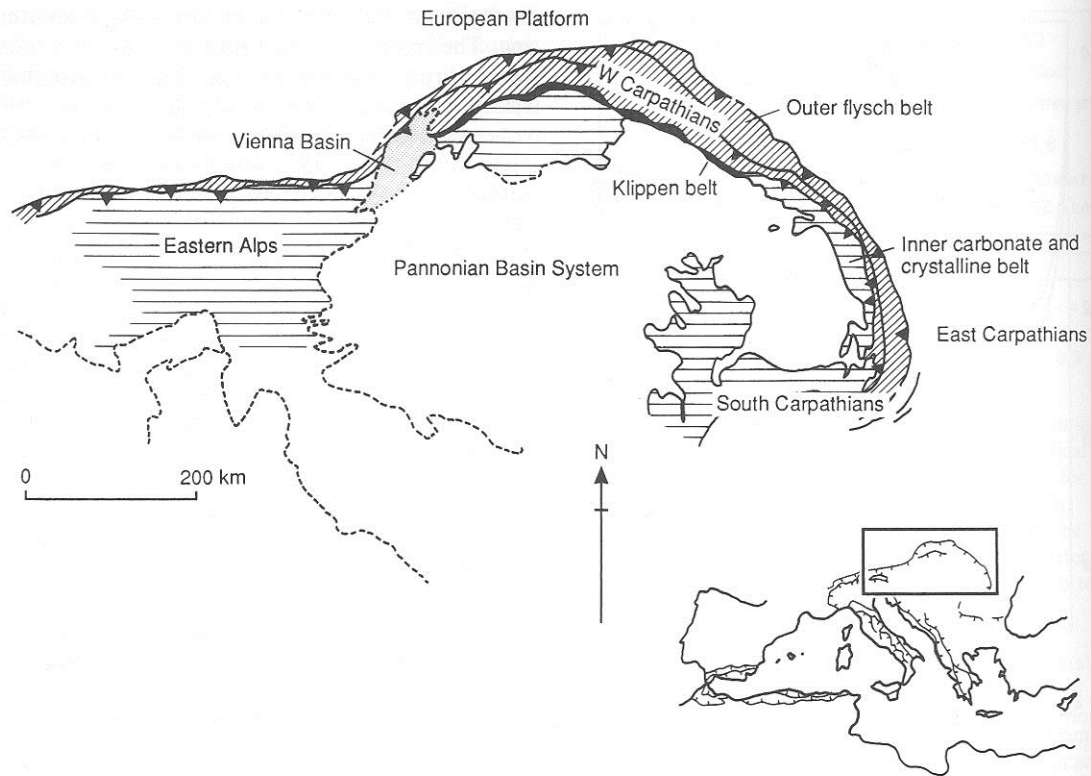 European Platform
W Carpathians
Outer flysch belt
Vienna Basin
Klippen belt
Eastern Alps
Pannonian Basin System
Inner carbonate and
crystalline belt
East Carpathians
South Carpathians
0
200 km
N